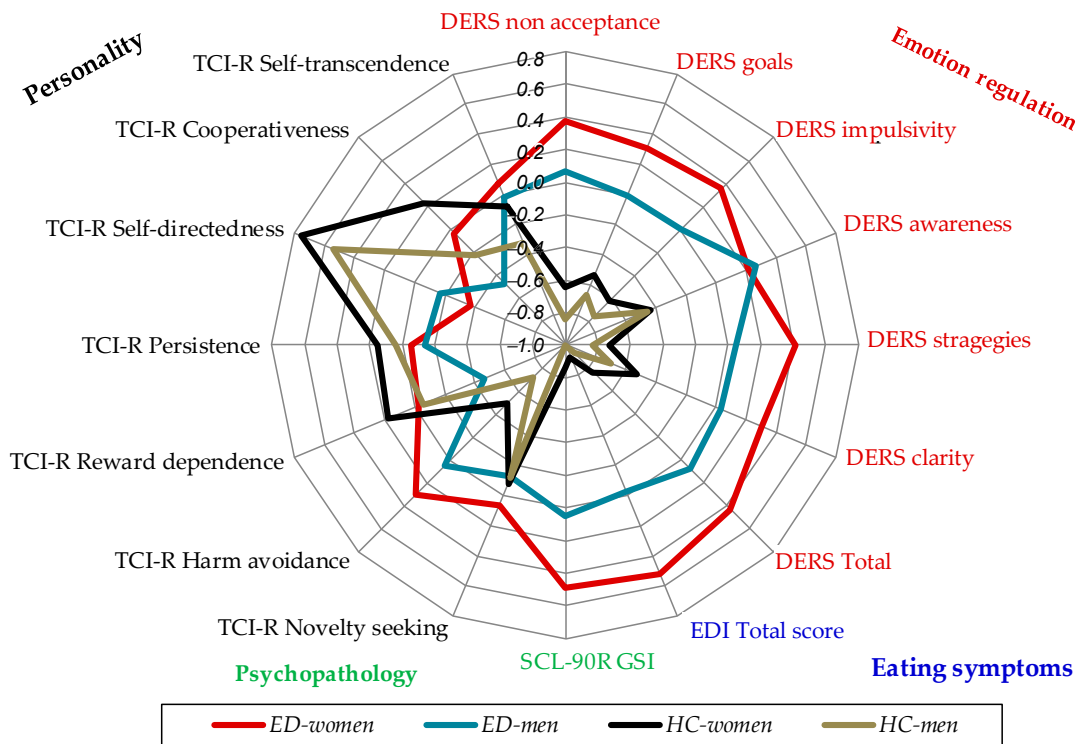 DERS non acceptance
Personality
TCI-R Self-transcendence
DERS goals
Emotion regulation
TCI-R Cooperativeness
DERS impulsivity
TCI-R Self-directedness
DERS awareness
TCI-R Persistence
DERS stragegies
TCI-R Reward dependence
DERS clarity
TCI-R Harm avoidance
DERS Total
TCI-R Novelty seeking
EDI Total score
SCL-90R GSI
Psychopathology
Eating symptoms
0.8
0.6
0.4
0.2
0.0
-0.2
-0.4
-0.6
-0.8
-1.0
ED-women
ED-men
HC-women
HC-men